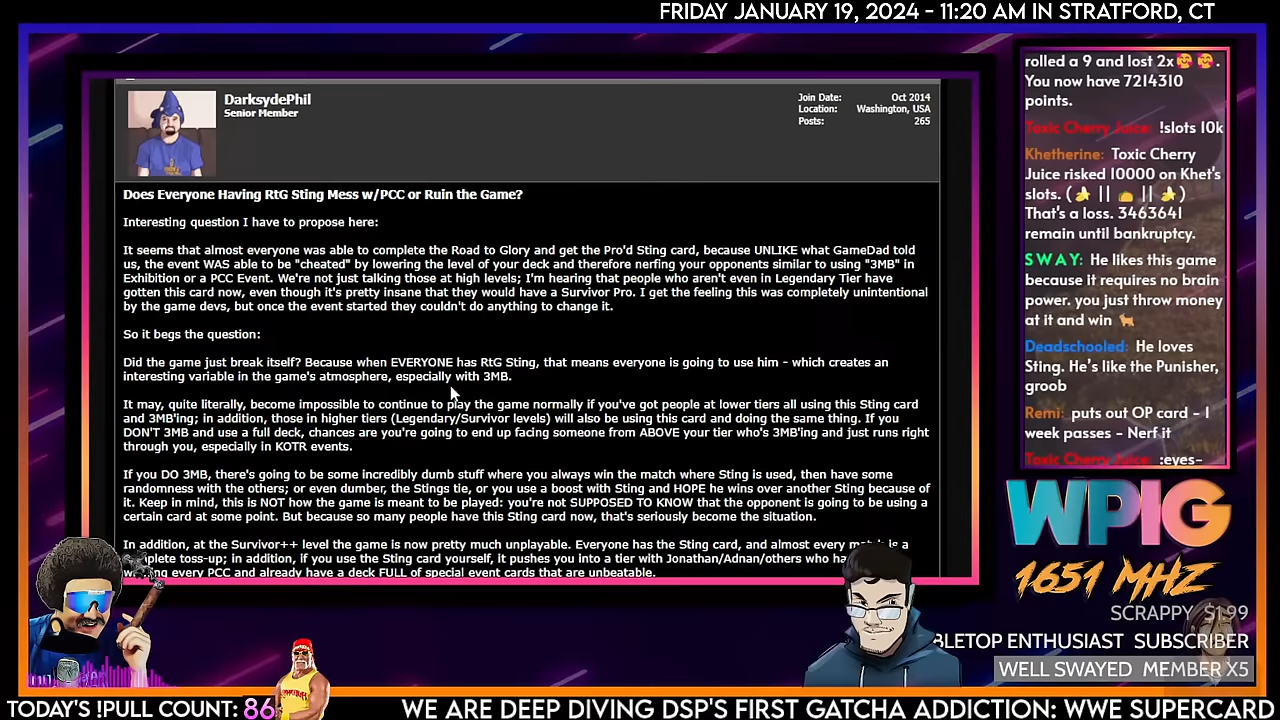 FRIDAY JANUARY 19, 2024 - 11:20 AM IN STRATFORD, CT
DarksydePhil
Senior Member
Join Date: Oct 2014
Location: Washington, USA
Posts: 265
Does Everyone Having RtG Sting Mess w/PCC or Ruin the Game?
Interesting question I have to propose here:
It seems that almost everyone was able to complete the Road to Glory and get the Pro'd Sting card, because UNLIKE what GameDad told
us, the event WAS able to be "cheated" by lowering the level of your deck and therefore nerfing your opponents similar to using "3MB" in
Exhibition or a PCC Event. We're not just talking those at high levels; I'm hearing that people who aren't even in Legendary Tier have
gotten this card now, even though it's pretty insane that they would have a Survivor Pro. I get the feeling this was completely unintentional
by the game devs, but once the event started they couldn't do anything to change it.
So it begs the question:
Did the game just break itself? Because when EVERYONE has RtG Sting, that means everyone is going to use him - which creates an
interesting variable in the game's atmosphere, especially with 3MB.
It may, quite literally, become impossible to continue to play the game normally if you've got people at lower tiers all using this Sting card
and 3MB'ing; in addition, those in higher tiers (Legendary/Survivor levels) will also be using this card and doing the same thing. If you
DON'T 3MB and use a full deck, chances are you're going to end up facing someone from ABOVE your tier who's 3MB'ing and just runs right
through you, especially in KOTR events.
If you DO 3MB, there's going to be some incredibly dumb stuff where you always win the match where Sting is used, then have some
randomness with the others; or even dumber, the Stings tie, or you use a boost with Sting and HOPE he wins over another Sting because of
it. Keep in mind, this is NOT how the game is meant to be played: you're not SUPPOSED TO KNOW that the opponent is going to be using a
certain card at some point. But because so many people have this Sting card now, that's seriously become the situation.
In addition, at the Survivor++ level the game is now pretty much unplayable. Everyone has the Sting card, and almost every is a
toss-up; in addition, if you use the Sting card yourself, it pushes you into a tier with Jonathan/Adnan/others who
every PCC and already have a deck FULL of special event cards that are unbeatable.
rolled a 9 and lost 2x🥰 🥰.
You now have 7214310
points.
Toxic Cherry Juice: !slots 10k
Khetherine: Toxic Cherry
Juice risked 10000 on Khet's
slots. (🍌 || 🌮 || 🍌)
That's a loss. 3463641
remain until bankruptcy.
S W A Y: He likes this game
because it requires no brain
power. you just throw money
at it and win
Deadschooled: He loves
Sting. He's like the Punisher,
groob
Remi: puts out OP card - 1
week passes - Nerf it
Toxic Cherry Juice: :eyes-
WPIG
1651 MHZ
SCRAPPY $1.99
BLETOP ENTHUSIAST SUBSCRIBER
WELL SWAYED MEMBER X5
TODAY'S !PULL COUNT: 86
WE ARE DEEP DIVING DSP'S FIRST GATCHA ADDICTION: WWE SUPERCARD